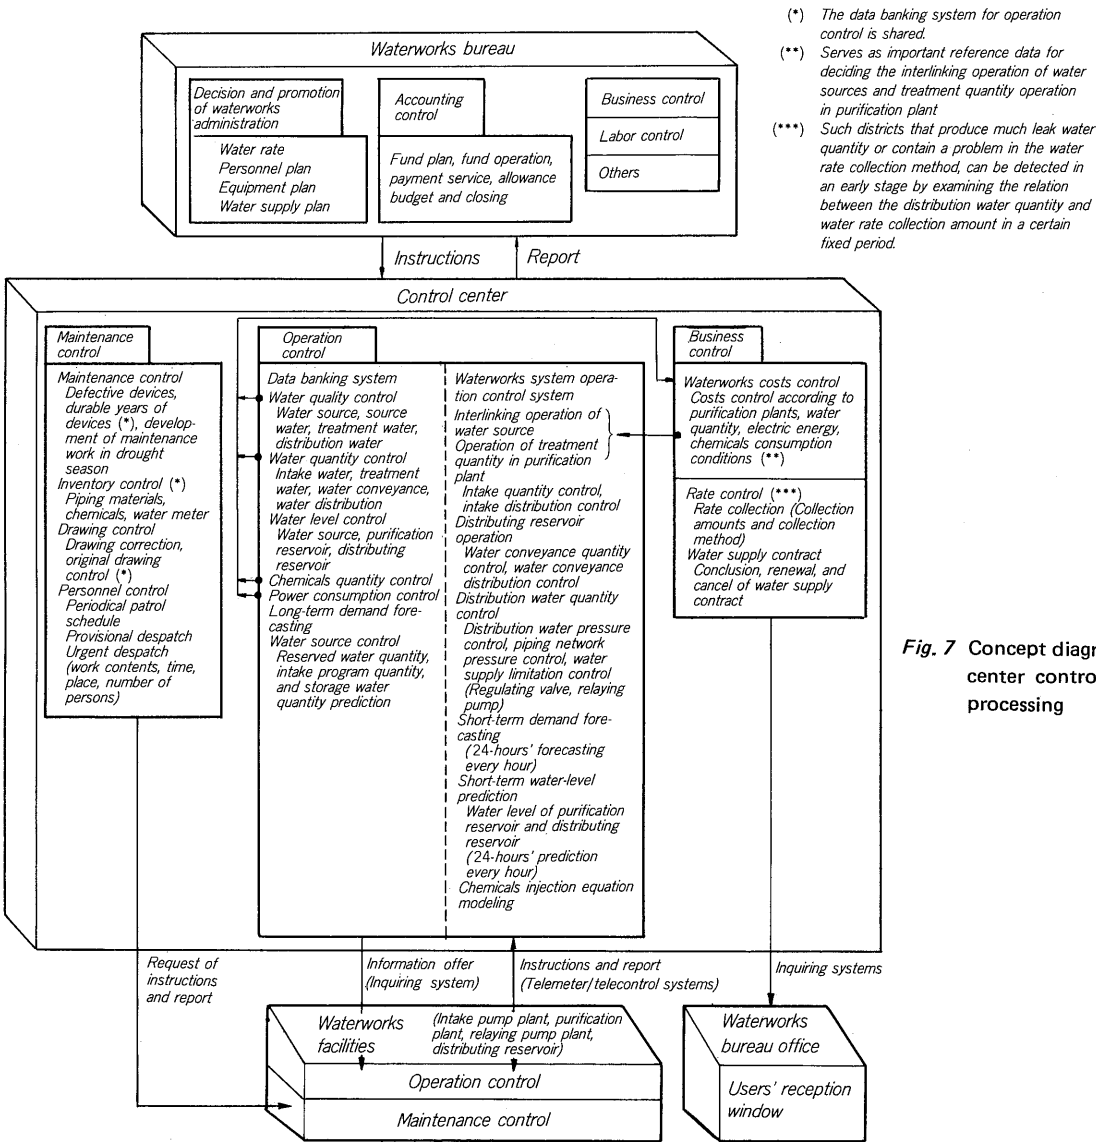 (*) The data banking system for operation
control is shared.
(**) Serves as important reference data for
deciding the interlinking operation of water
sources and treatment quantity operation
in purification plant
(***) Such districts that produce much leak water
quantity or contain a problem in the water
rate collection method, can be detected in
an early stage by examining the relation
between the distribution water quantity and
water rate collection amount in a certain
fixed period.
Waterworks bureau
Decision and promotion
of waterworks
administration
Water rate
Personnel plan
Equipment plan
Water supply plan
Accounting
control
Fund plan, fund operation,
payment service, allowance
budget and closing
Business control
Labor control
Others
Instructions
Report
Control center
Maintenance
control
Maintenance control
Defective devices,
durable years of
devices (*), develop-
ment of maintenance
work in drought
season
Inventory control (*)
Piping materials,
chemicals, water meter
Drawing control
Drawing correction,
original drawing
control (*)
Personnel control
Periodical patrol
schedule
Provisional despatch
Urgent despatch
(work contents, time,
place, number of
persons)
Operation
control
Data banking system
Water quality control
Water source, source
water, treatment water,
distribution water
Water quantity control
Intake water, treatment
water, water conveyance,
water distribution
Water level control
Water source, purification
reservoir, distributing
reservoir
Chemicals quantity control
Power consumption control
Long-term demand fore-
casting
Water source control
Reserved water quantity,
intake program quantity,
and storage water
quantity prediction
Waterworks system opera-
tion control system
Interlinking operation of
water source
Operation of treatment
quantity in purification
plant
Intake quantity control,
intake distribution control
Distributing reservoir
operation
Water conveyance quantity
control, water conveyance
distribution control
Distribution water quantity
control
Distribution water pressure
control, piping network
pressure control, water
supply limitation control
(Regulating valve, relaying
pump)
Short-term demand fore-
casting
(24-hours' forecasting
every hour)
Short-term water-level
prediction
Water level of purification
reservoir and distributing
reservoir
(24-hours' prediction
every hour)
Chemicals injection equation
modeling
Business
control
Waterworks costs control
Costs control according to
purification plants, water
quantity, electric energy,
chemicals consumption
conditions (**)
Rate control (***)
Rate collection (Collection
amounts and collection
method)
Water supply contract
Conclusion, renewal, and
cancel of water supply
contract
Fig. 7 Concept diagr
center contro
processing
Request of
instructions
and report
Information offer
(Inquiring system)
Instructions and report
(Telemeter/telecontrol systems)
Inquiring systems
Waterworks
facilities
(Intake pump plant, purification
plant, relaying pump plant,
distributing reservoir)
Operation control
Maintenance control
Waterworks
bureau office
Users' reception
window